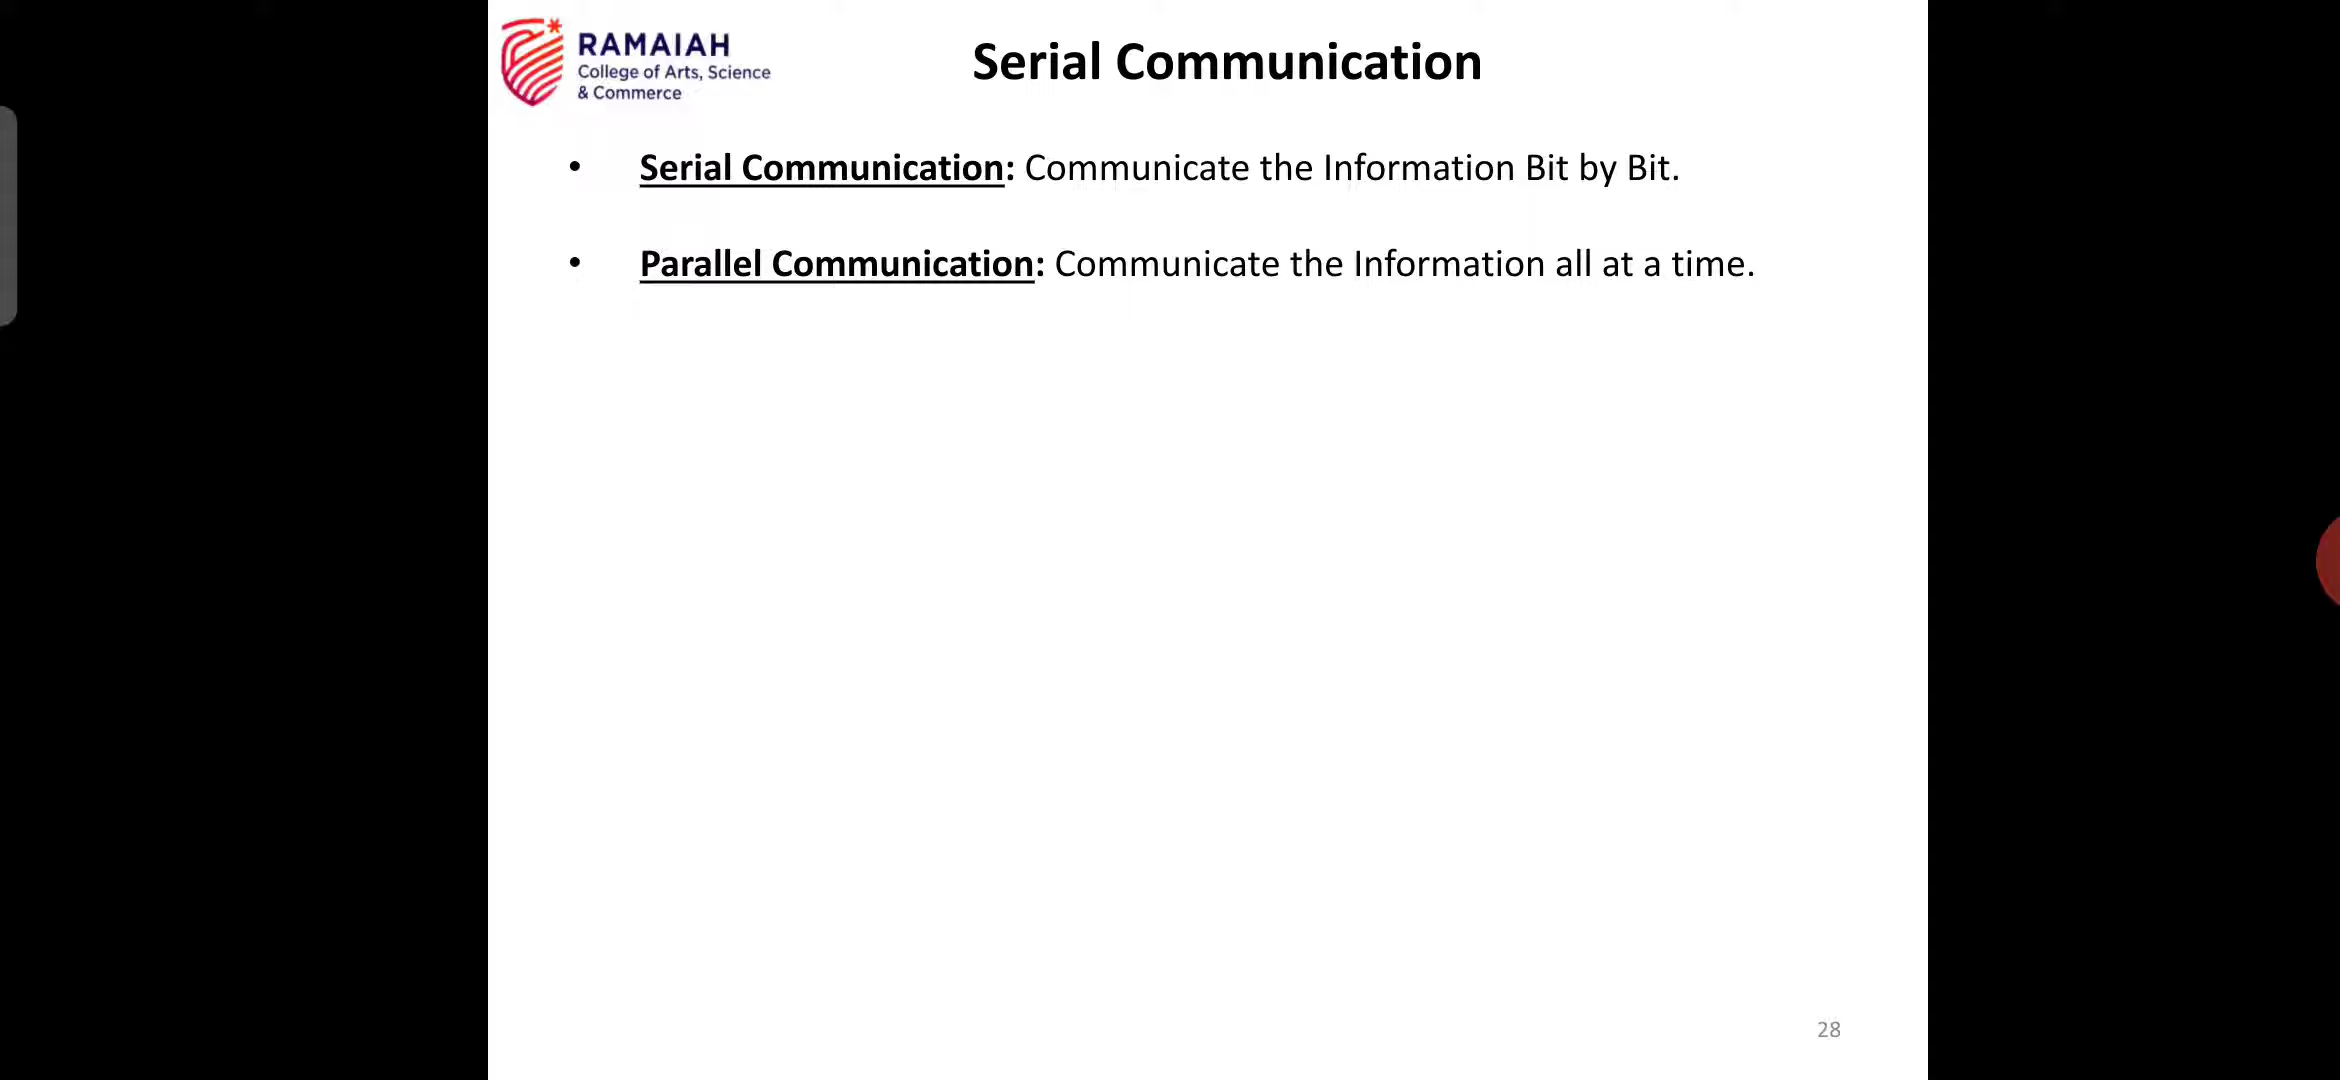 RAMAIAH
College of Arts, Science
& Commerce
Serial Communication
• Serial Communication: Communicate the Information Bit by Bit.
• Parallel Communication: Communicate the Information all at a time.
28